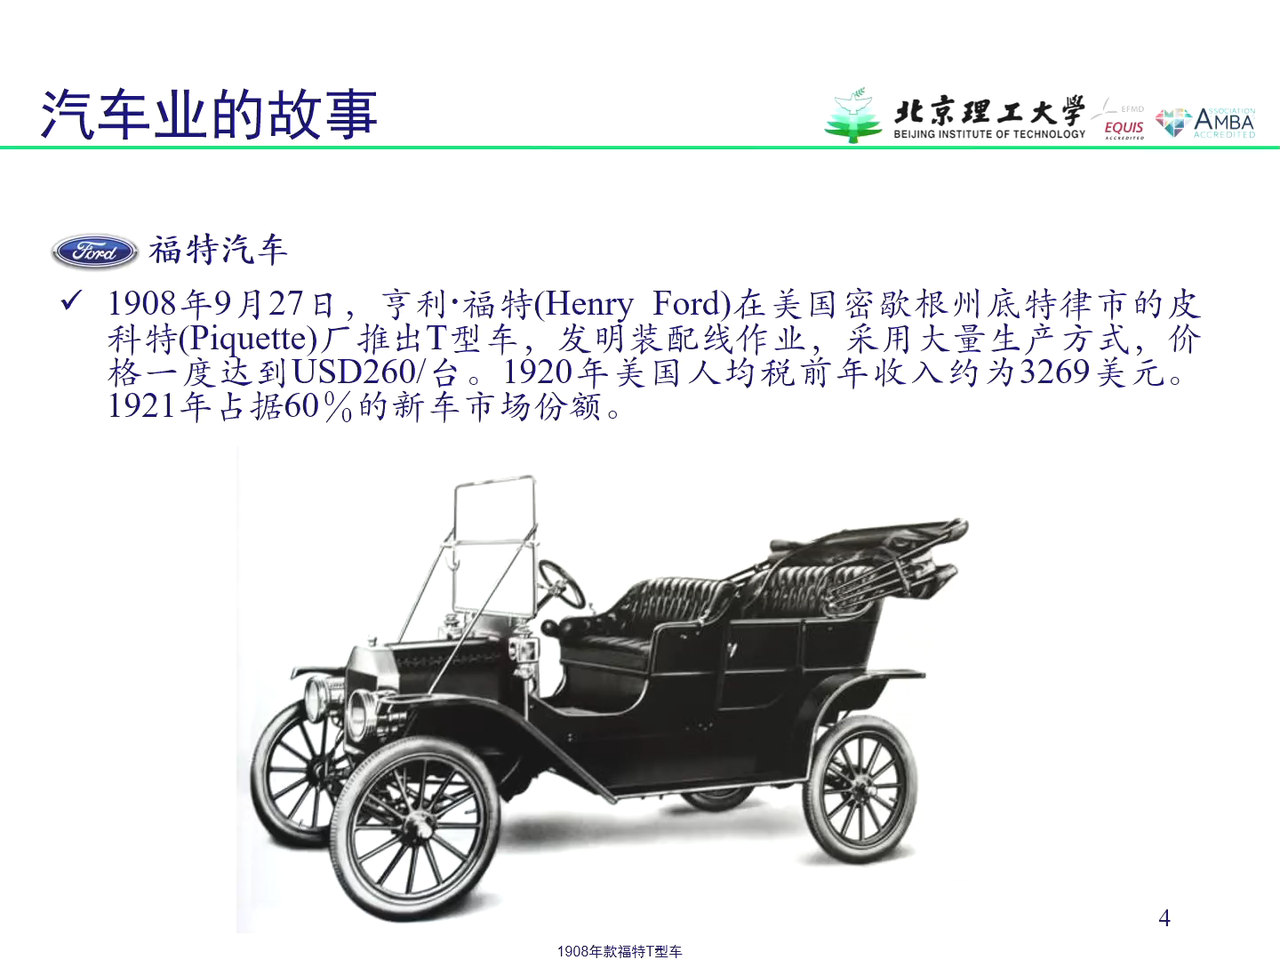 汽车业的故事
北京理工大学
BEIJING INSTITUTE OF TECHNOLOGY
EFMD
EQUIS
ACCREDITED
ASSOCIATION
AMBA
ACCREDITED
Ford 福特汽车
✓ 1908年9月27日，亨利·福特(Henry Ford)在美国密歇根州底特律市的皮
科特(Piquette)厂推出T型车，发明装配线作业，采用大量生产方式，价
格一度达到USD260/台。1920年美国人均税前年收入约为3269美元。
1921年占据60%的新车市场份额。
4
1908年款福特T型车